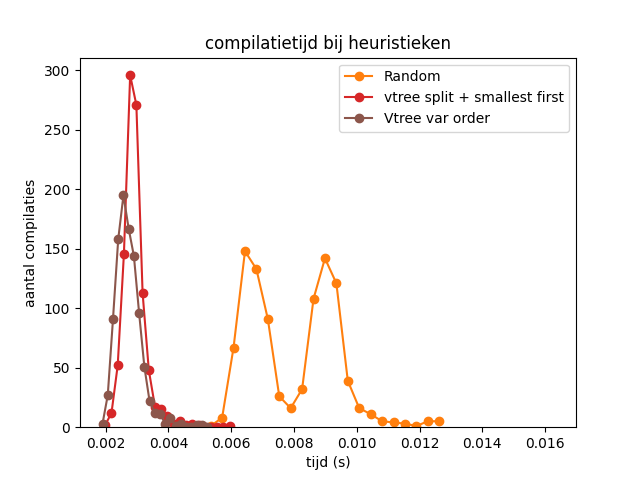 compilatietijd bij heuristieken
Random
vtree split + smallest first
Vtree var order
aantal compilaties
300
250
200
150
100
50
0
0.002 0.004 0.006 0.008 0.010 0.012 0.014 0.016
tijd (s)